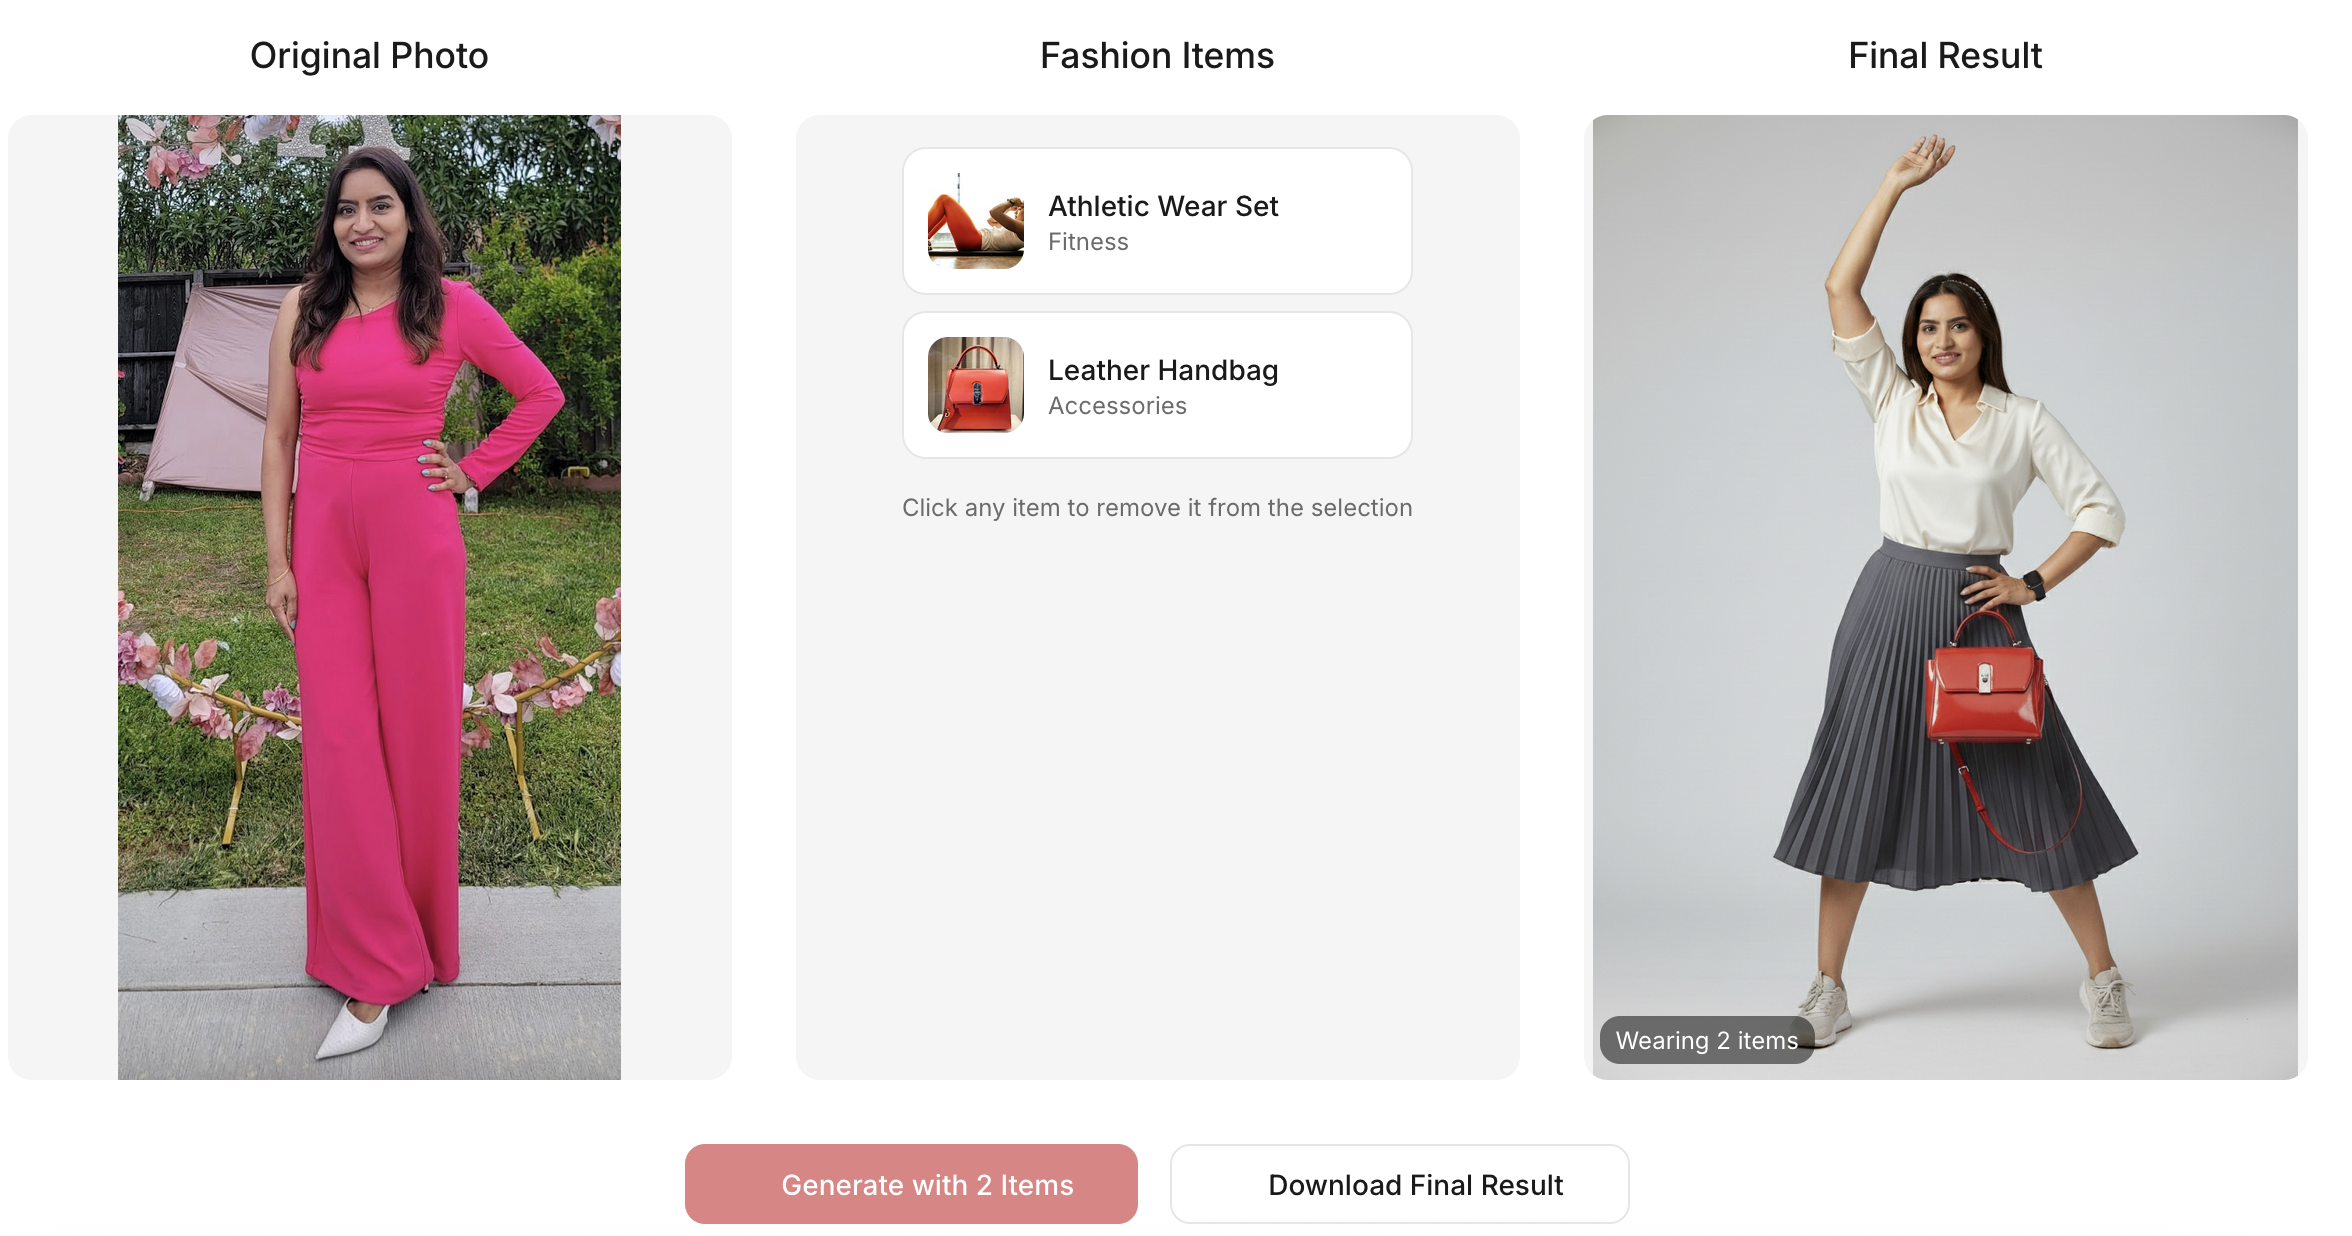 Original Photo
Fashion Items
Final Result
Athletic Wear Set
Fitness
Leather Handbag
Accessories
Click any item to remove it from the selection
Wearing 2 items
Generate with 2 Items
Download Final Result